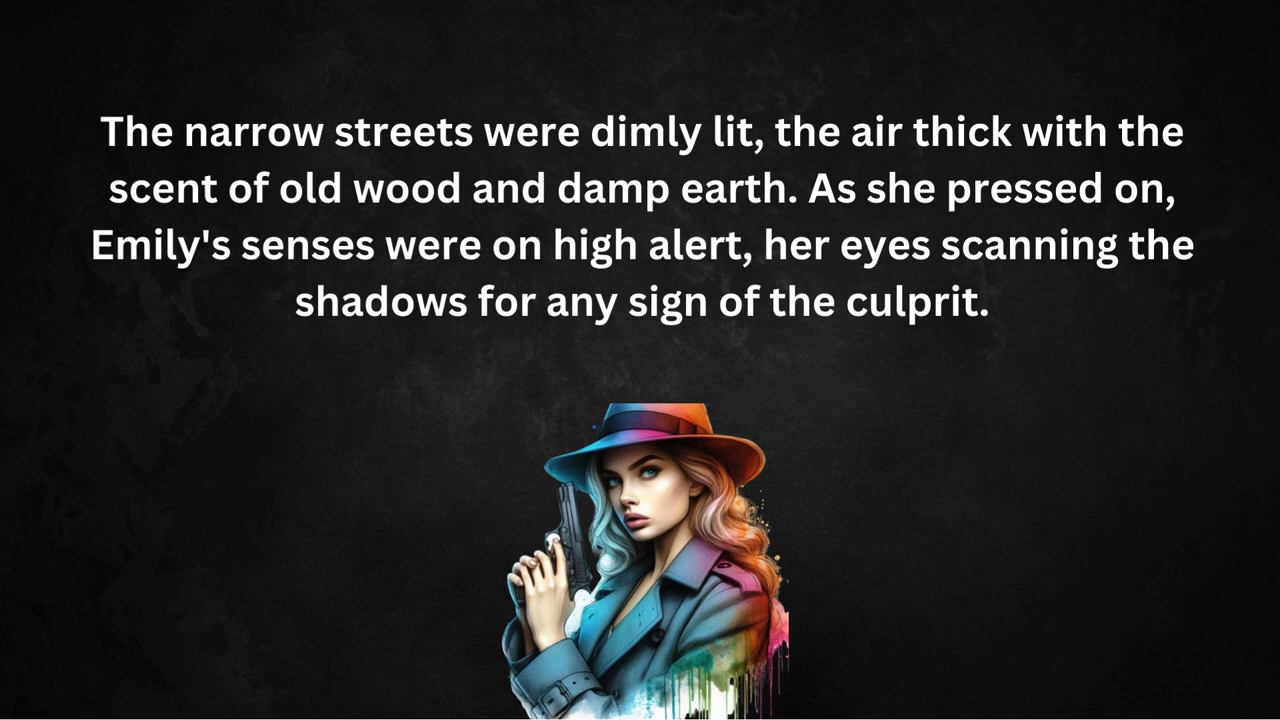 The narrow streets were dimly lit, the air thick with the
scent of old wood and damp earth. As she pressed on,
Emily's senses were on high alert, her eyes scanning the
shadows for any sign of the culprit.